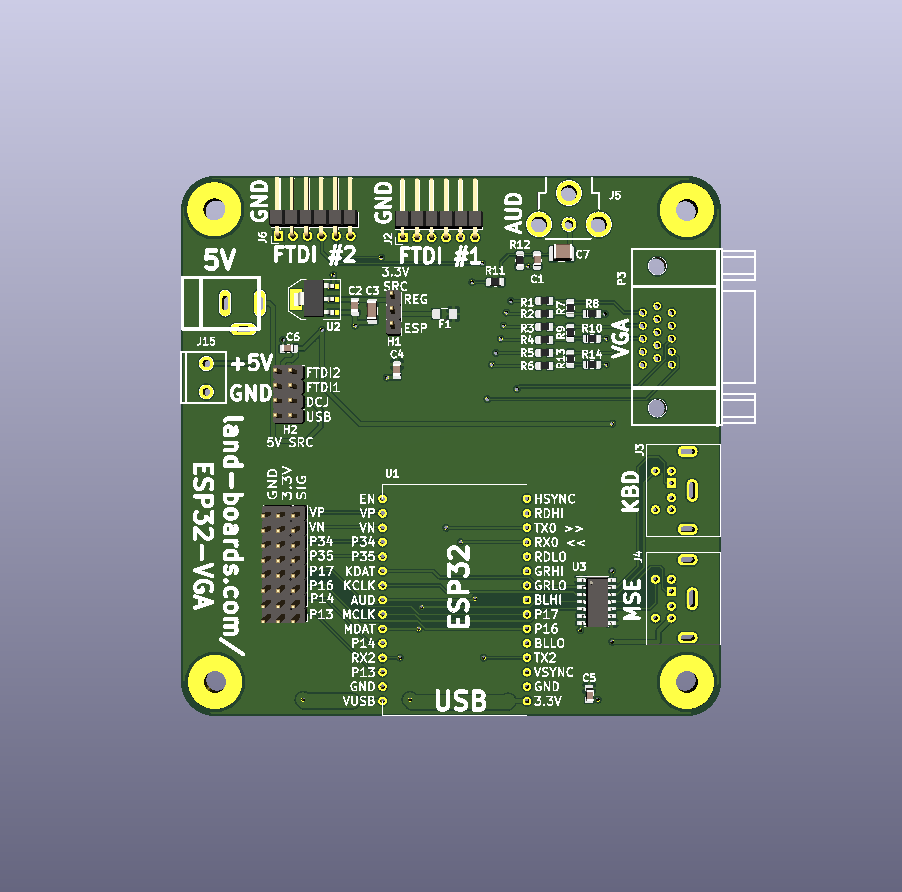 GND
GND
AUD
J5
J6
J2
FTDI #2
FTDI #1
R12
C1
C7
5V
3.3V
SRC
R11
P3
REG
ESP
C2 C3
U2
F1
H1
R1
R2
R3
R4
R5
R6
R7
R8
R9
R10
R13
R14
VGA
J15
C6
C4
+5V
GND
FTDI2
FTDI1
DCJ
USB
H2
5V SRC
land-boards.com/
ESP32-VGA
GND
3.3V
SIG
VP
VN
P34
P35
P17
P16
P14
P13
U1
EN
VP
VN
P34
P35
KDAT
KCLK
AUD
MCLK
MDAT
P14
RX2
P13
GND
VUSB
ESP32
USB
HSYNC
RDHI
TX0 >>
RX0 <<
RDLO
GRHI
GRLO
BLHI
P17
P16
BLLO
TX2
VSYNC
GND
3.3V
U3
C5
J3
KBD
J4
MSE